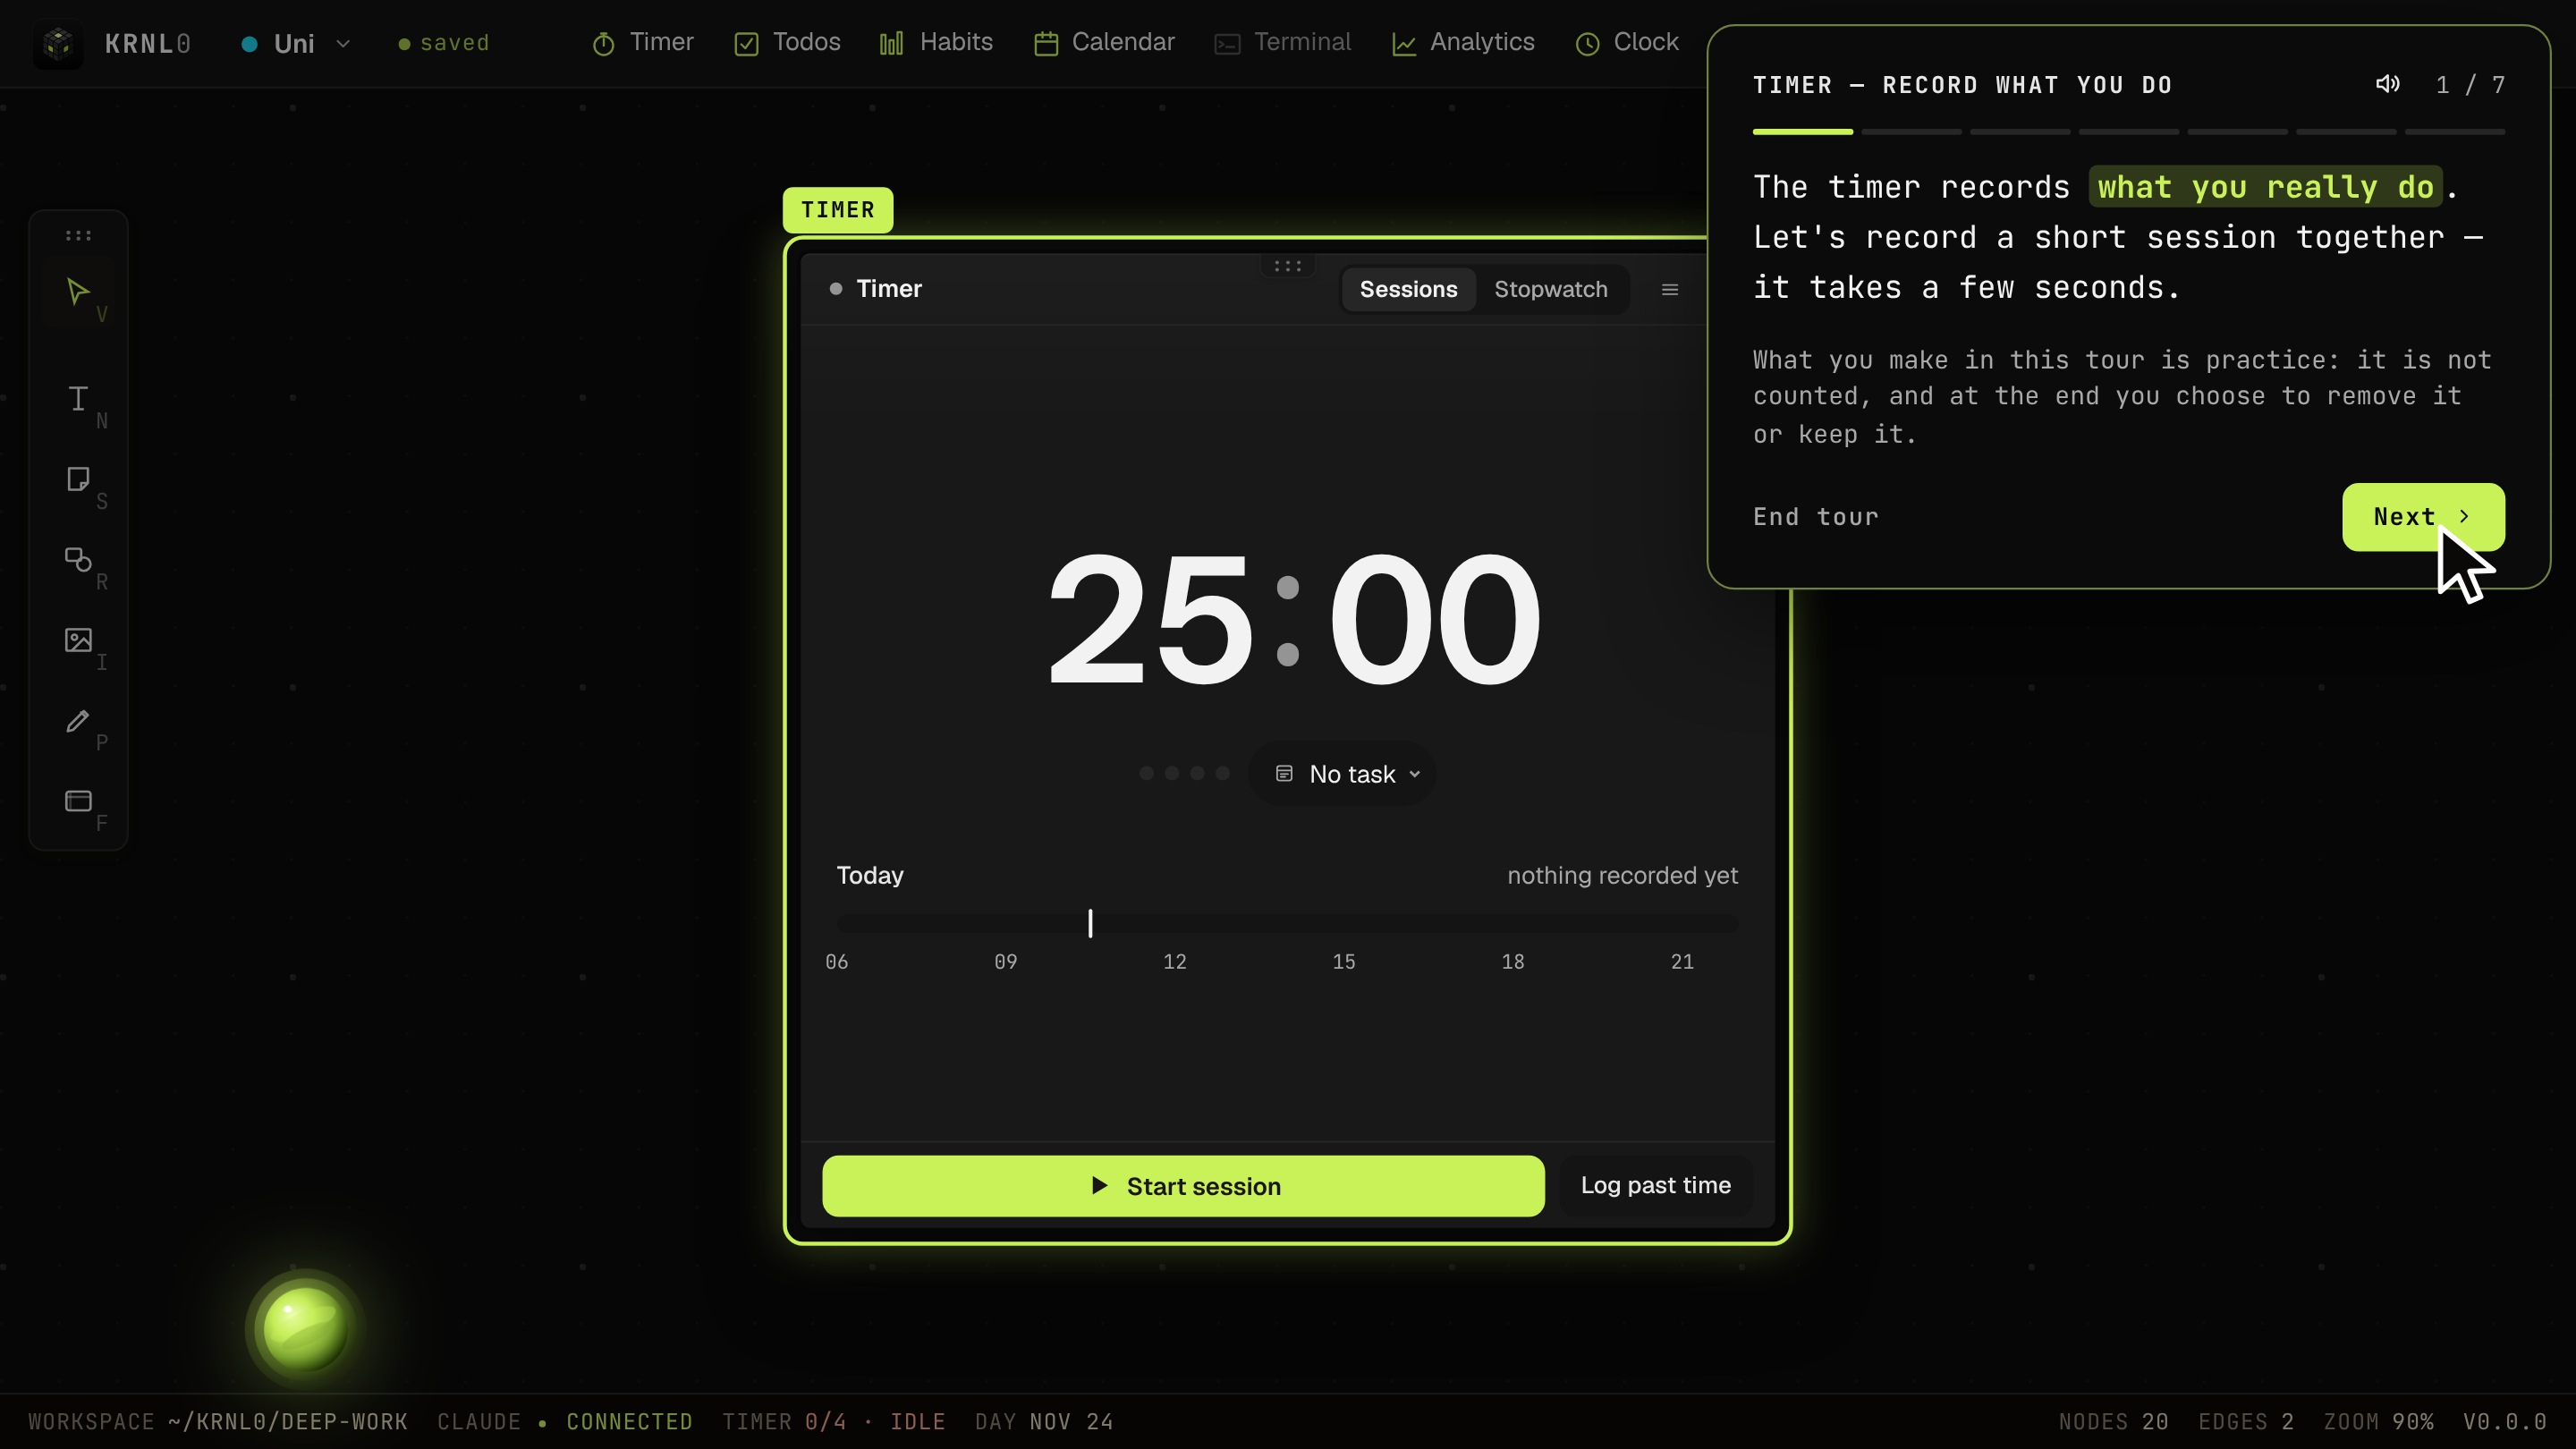 KRNL0
Uni
saved
Timer
Todos
Habits
Calendar
Terminal
Analytics
Clock
TIMER — RECORD WHAT YOU DO
1 / 7
The timer records what you really do.
Let's record a short session together —
it takes a few seconds.
What you make in this tour is practice: it is not
counted, and at the end you choose to remove it
or keep it.
End tour
Next
V
N
S
R
I
P
F
TIMER
Timer
Sessions
Stopwatch
25:00
No task
Today
nothing recorded yet
06 09 12 15 18 21
Start session
Log past time
WORKSPACE ~/KRNL0/DEEP-WORK CLAUDE • CONNECTED TIMER 0/4 · IDLE DAY NOV 24
NODES 20 EDGES 2 ZOOM 90% V0.0.0